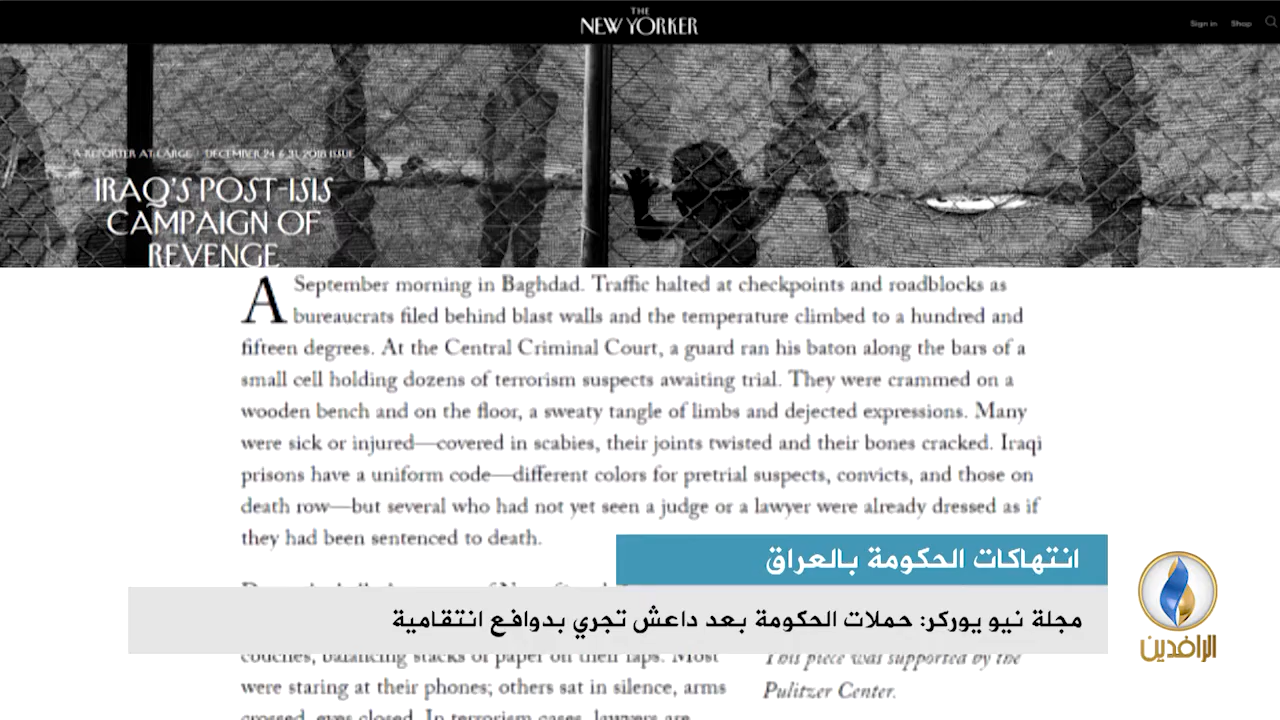 THE
NEW YORKER
Sign in Shop
A REPORTER AT LARGE DECEMBER 24 & 31, 2018 ISSUE
IRAQ'S POST-ISIS
CAMPAIGN OF
REVENGE
A September morning in Baghdad. Traffic halted at checkpoints and roadblocks as
bureaucrats filed behind blast walls and the temperature climbed to a hundred and
fifteen degrees. At the Central Criminal Court, a guard ran his baton along the bars of a
small cell holding dozens of terrorism suspects awaiting trial. They were crammed on a
wooden bench and on the floor, a sweaty tangle of limbs and dejected expressions. Many
were sick or injured—covered in scabies, their joints twisted and their bones cracked. Iraqi
prisons have a uniform code—different colors for pretrial suspects, convicts, and those on
death row—but several who had not yet seen a judge or a lawyer were already dressed as if
they had been sentenced to death.
انتهاكات الحكومة بالعراق
مجلة نيو يوركر: حملات الحكومة بعد داعش تجري بدوافع انتقامية
الرافدين
couches, balancing stacks of paper on their laps. Most
were staring at their phones; others sat in silence, arms
crossed, eyes closed. In terrorism cases, lawyers are
This piece was supported by the
Pulitzer Center.